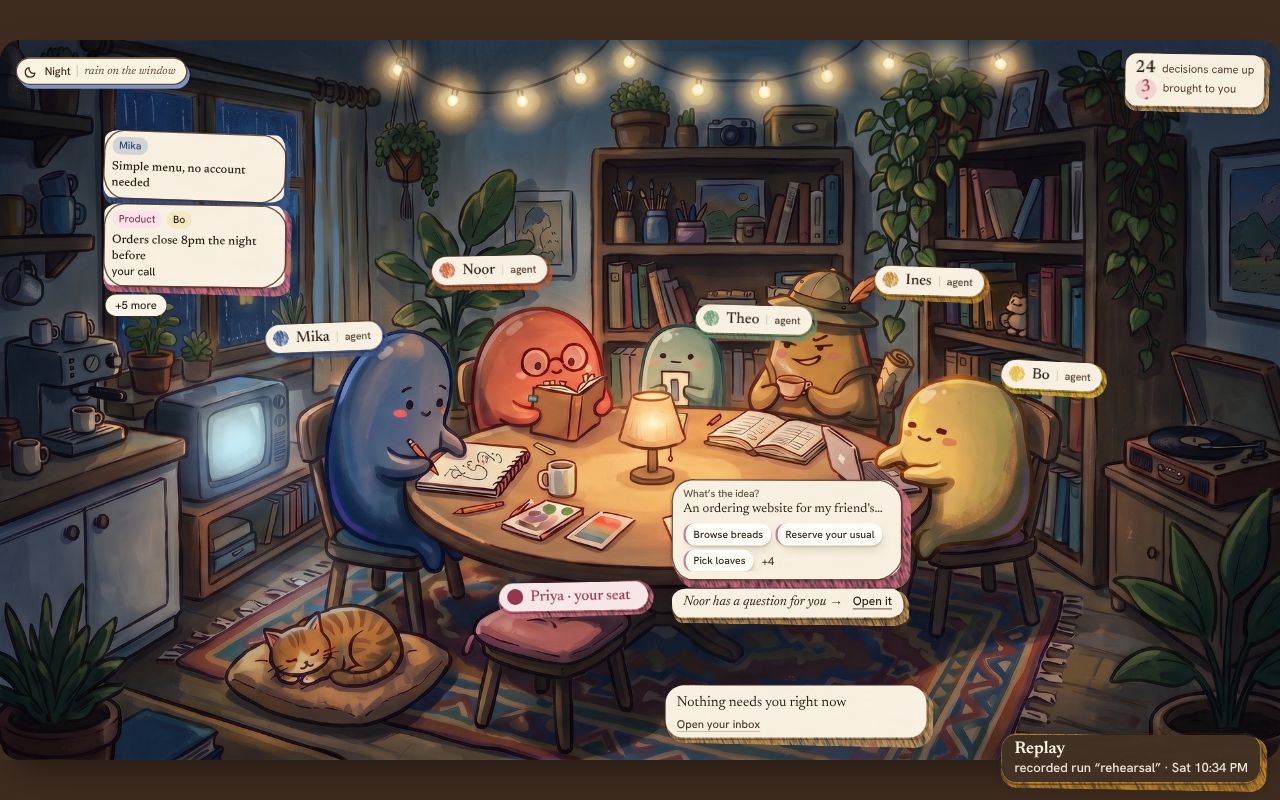 Night | rain on the window
24 decisions came up
3 brought to you
Mika
Simple menu, no account
needed
Product Bo
Orders close 8pm the night
before
your call
+5 more
Noor | agent
Ines | agent
Theo | agent
Mika | agent
Bo | agent
What's the idea?
An ordering website for my friend's...
Browse breads Reserve your usual
Pick loaves +4
Priya · your seat
Noor has a question for you → Open it
Nothing needs you right now
Open your inbox
Replay
recorded run “rehearsal” · Sat 10:34 PM